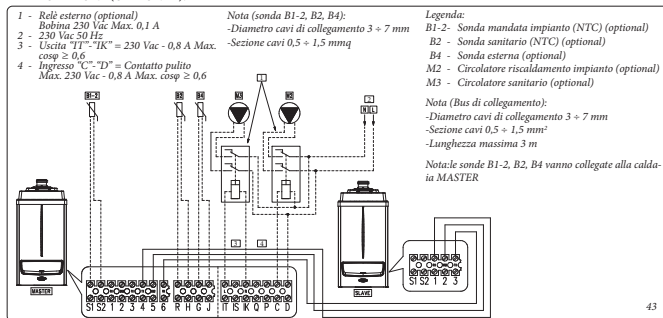 1 - Relè esterno (optional)
Bobina 230 Vac Max. 0,1 A
2 - 230 Vac 50 Hz
3 - Uscita "IT"-"IK" = 230 Vac - 0,8 A Max.
cosφ ≥ 0,6
4 - Ingresso "C"-"D" = Contatto pulito
Max. 230 Vac - 0,8 A Max. cosφ ≥ 0,6
Nota (sonda B1-2, B2, B4):
-Diametro cavi di collegamento 3 ÷ 7 mm
-Sezione cavi 0,5 ÷ 1,5 mmq
Legenda:
B1-2- Sonda mandata impianto (NTC) (optional)
B2 - Sonda sanitario (NTC) (optional)
B4 - Sonda esterna (optional)
M2 - Circolatore riscaldamento impianto (optional)
M3 - Circolatore sanitario (optional)
Nota (Bus di collegamento):
-Diametro cavi di collegamento 3 ÷ 7 mm
-Sezione cavi 0,5 ÷ 1,5 mm²
-Lunghezza massima 3 m
Nota:le sonde B1-2, B2, B4 vanno collegate alla calda-
ia MASTER
1
B1-2 B2 B4 M3 M2 2
N L
3 4
MASTER
SLAVE
S1 S2 1 2 3 4 5 6 R H G J IT IS IK Q P C D
S1 S2 1 2 3
43